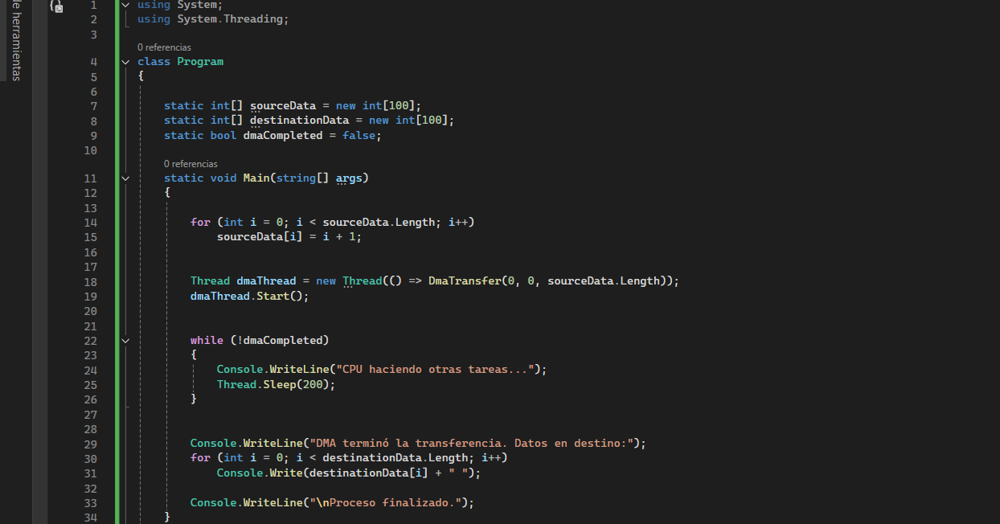 de herramientas
1 using System;
2 using System.Threading;
3
0 referencias
4 class Program
5 {
6
7 static int[] sourceData = new int[100];
8 static int[] destinationData = new int[100];
9 static bool dmaCompleted = false;
10
0 referencias
11 static void Main(string[] args)
12 {
13
14 for (int i = 0; i < sourceData.Length; i++)
15 sourceData[i] = i + 1;
16
17
18 Thread dmaThread = new Thread(() => DmaTransfer(0, 0, sourceData.Length));
19 dmaThread.Start();
20
21
22 while (!dmaCompleted)
23 {
24 Console.WriteLine("CPU haciendo otras tareas...");
25 Thread.Sleep(200);
26 }
27
28
29 Console.WriteLine("DMA terminó la transferencia. Datos en destino:");
30 for (int i = 0; i < destinationData.Length; i++)
31 Console.Write(destinationData[i] + " ");
32
33 Console.WriteLine("\nProceso finalizado.");
34 }